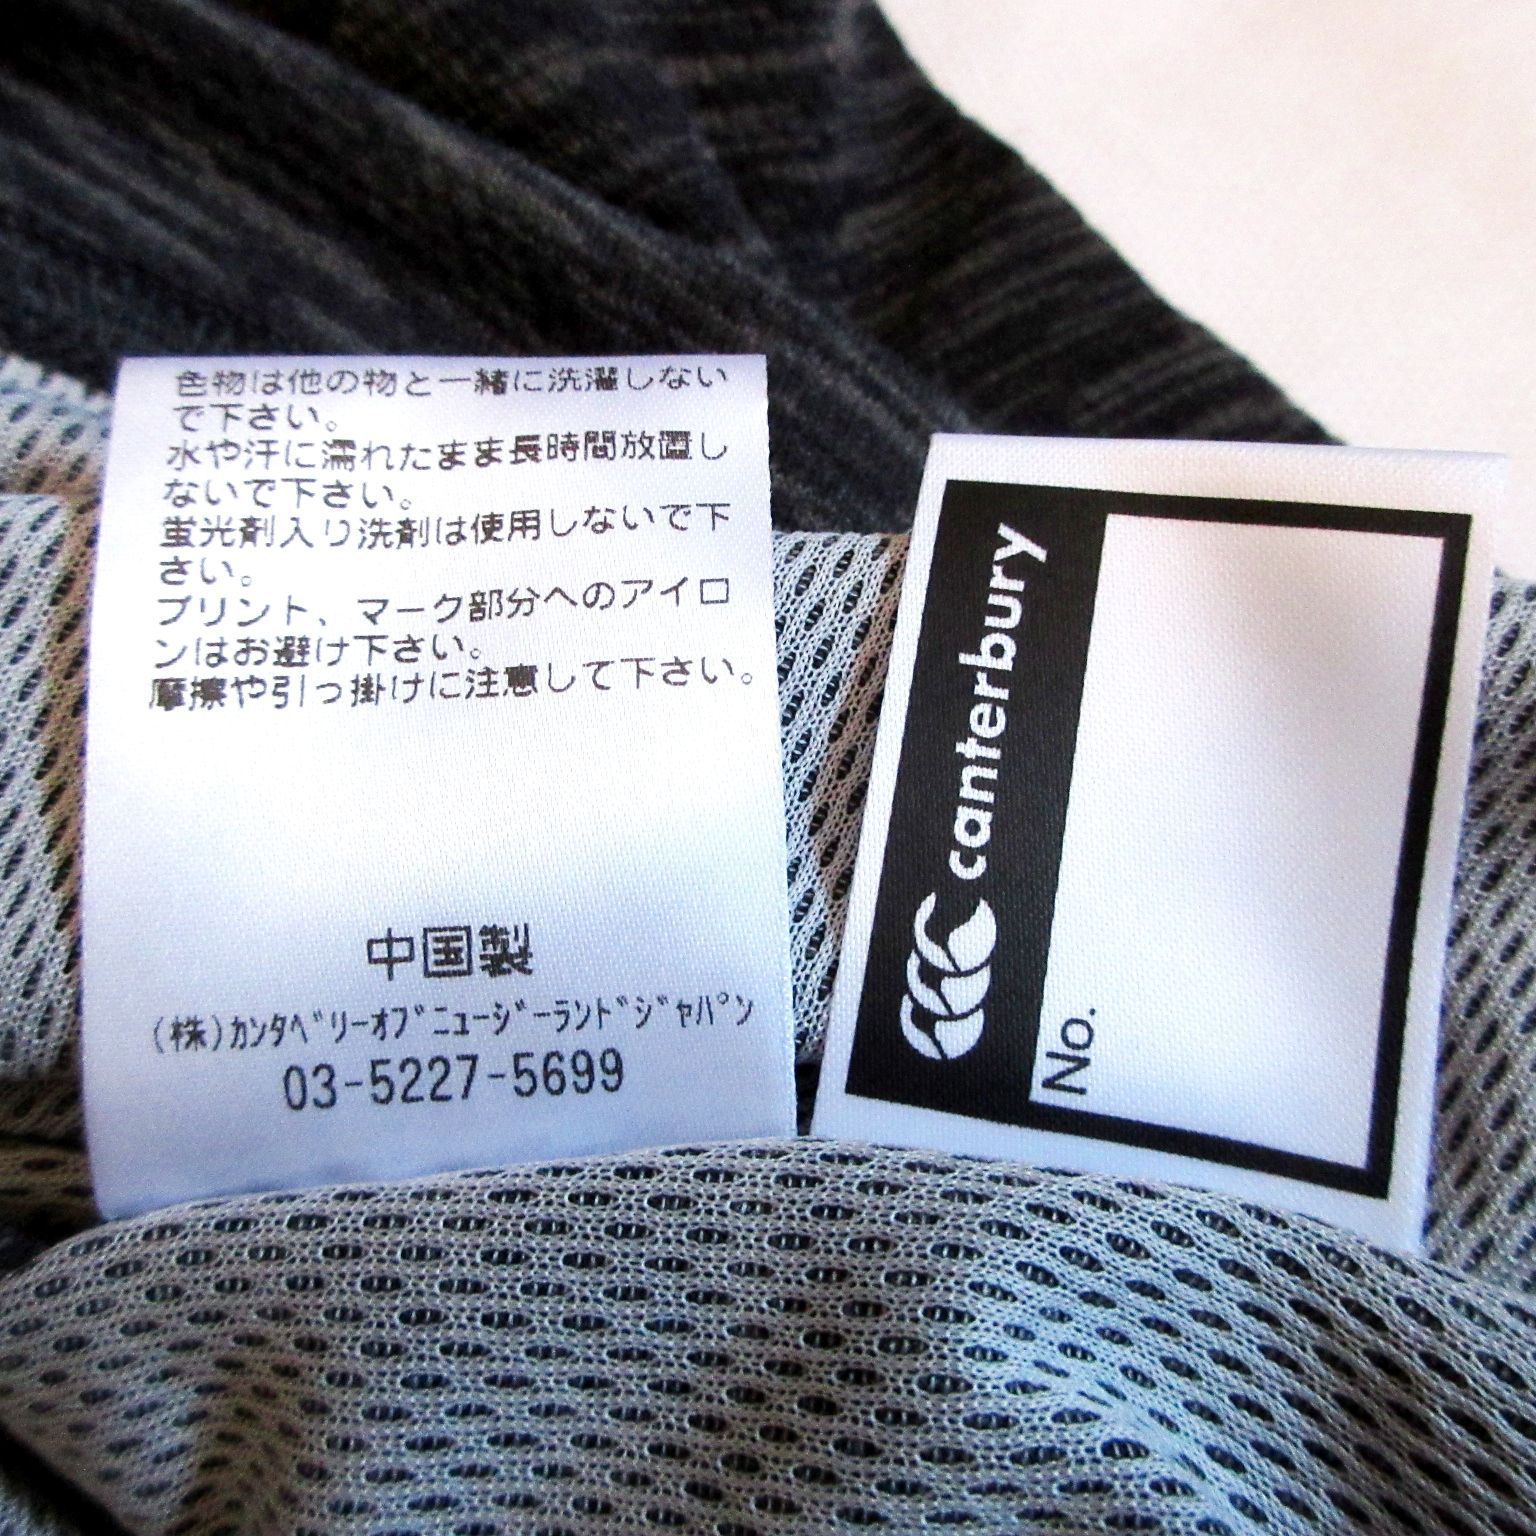 色物は他の物と一緒に洗濯しない
で下さい。
水や汗に濡れたまま長時間放置し
ないで下さい。
蛍光剤入り洗剤は使用しないで下
さい。
プリント、マーク部分へのアイロ
ンはお避け下さい。
摩擦や引っ掛けに注意して下さい。
中国製
(株)ｶﾝﾀﾍﾞﾘｰｵﾌﾞﾆｭｰｼﾞｰﾗﾝﾄﾞｼﾞｬﾊﾟﾝ
03-5227-5699
canterbury
No.